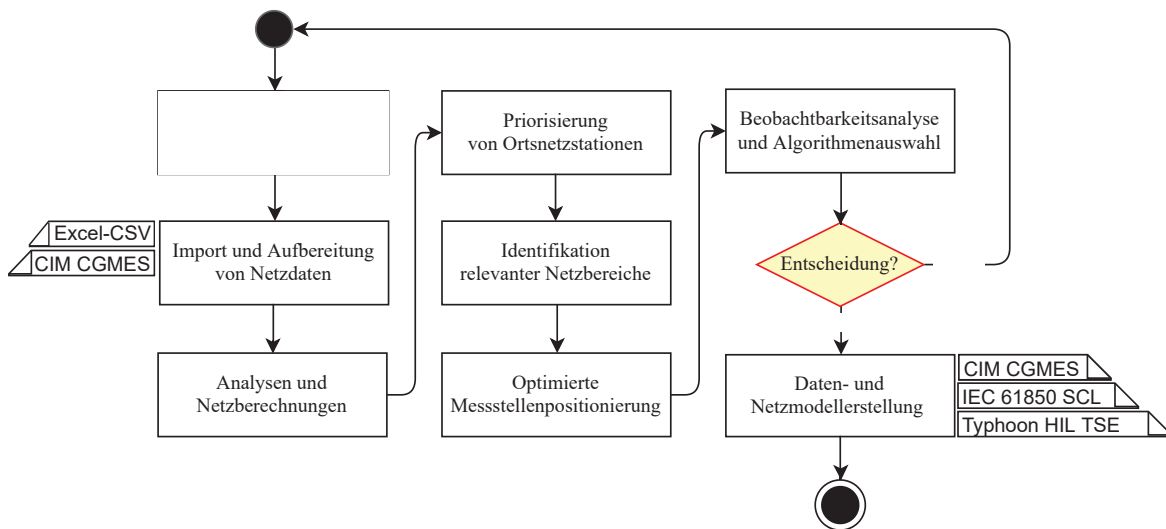 Excel-CSV
CIM CGMES
Import und Aufbereitung
von Netzdaten
Analysen und
Netzberechnungen
Priorisierung
von Ortsnetzstationen
Identifikation
relevanter Netzbereiche
Optimierte
Messstellenpositionierung
Beobachtbarkeitsanalyse
und Algorithmenauswahl
Entscheidung?
Daten- und
Netzmodellerstellung
CIM CGMES
IEC 61850 SCL
Typhoon HIL TSE